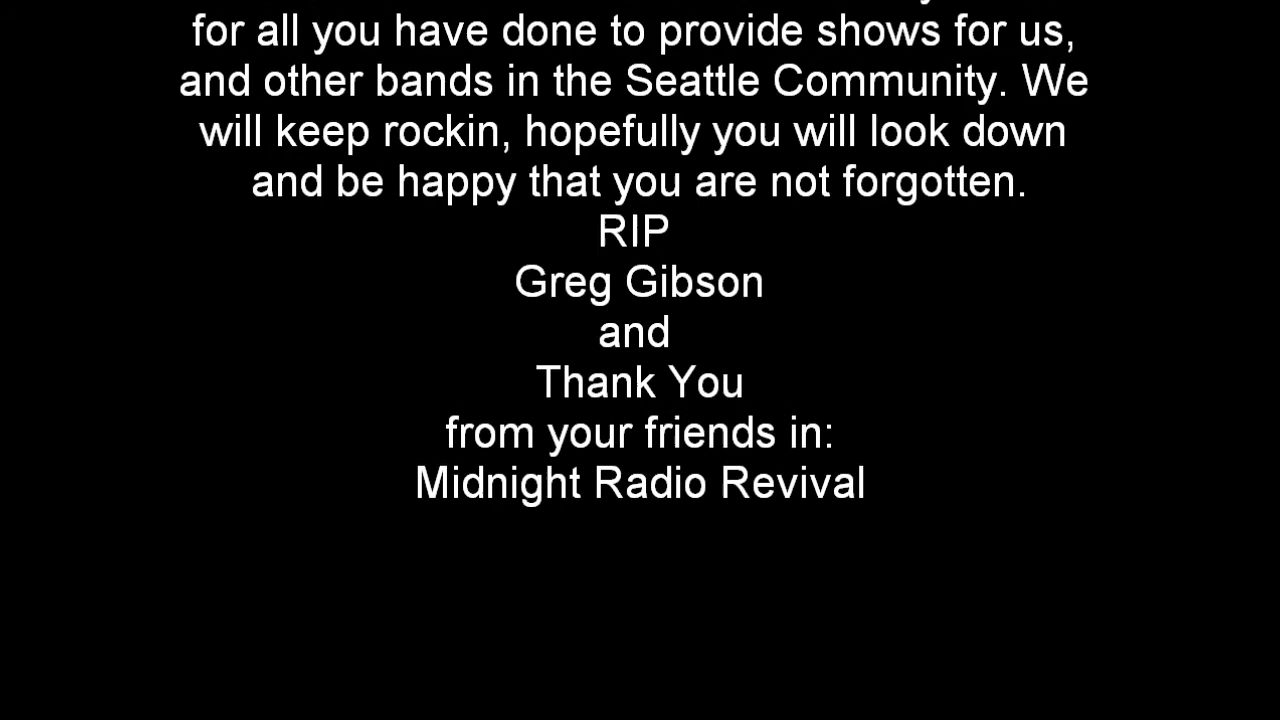 for all you have done to provide shows for us,
and other bands in the Seattle Community. We
will keep rockin, hopefully you will look down
and be happy that you are not forgotten.
RIP
Greg Gibson
and
Thank You
from your friends in:
Midnight Radio Revival